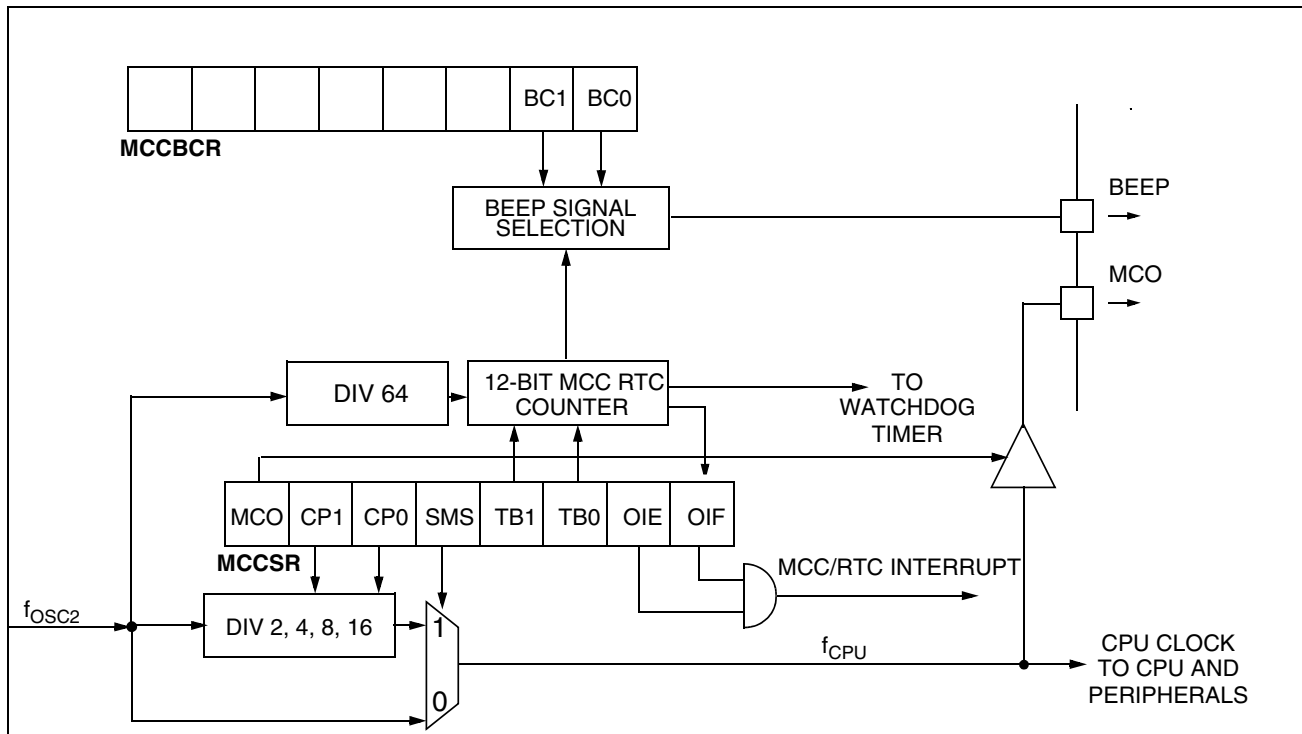 BC1 BC0
MCCBCR
BEEP SIGNAL
SELECTION
BEEP
MCO
DIV 64
12-BIT MCC RTC
COUNTER
TO
WATCHDOG
TIMER
MCO CP1 CP0 SMS TB1 TB0 OIE OIF
MCCSR
MCC/RTC INTERRUPT
fOSC2
DIV 2, 4, 8, 16
1
0
fCPU
CPU CLOCK
TO CPU AND
PERIPHERALS